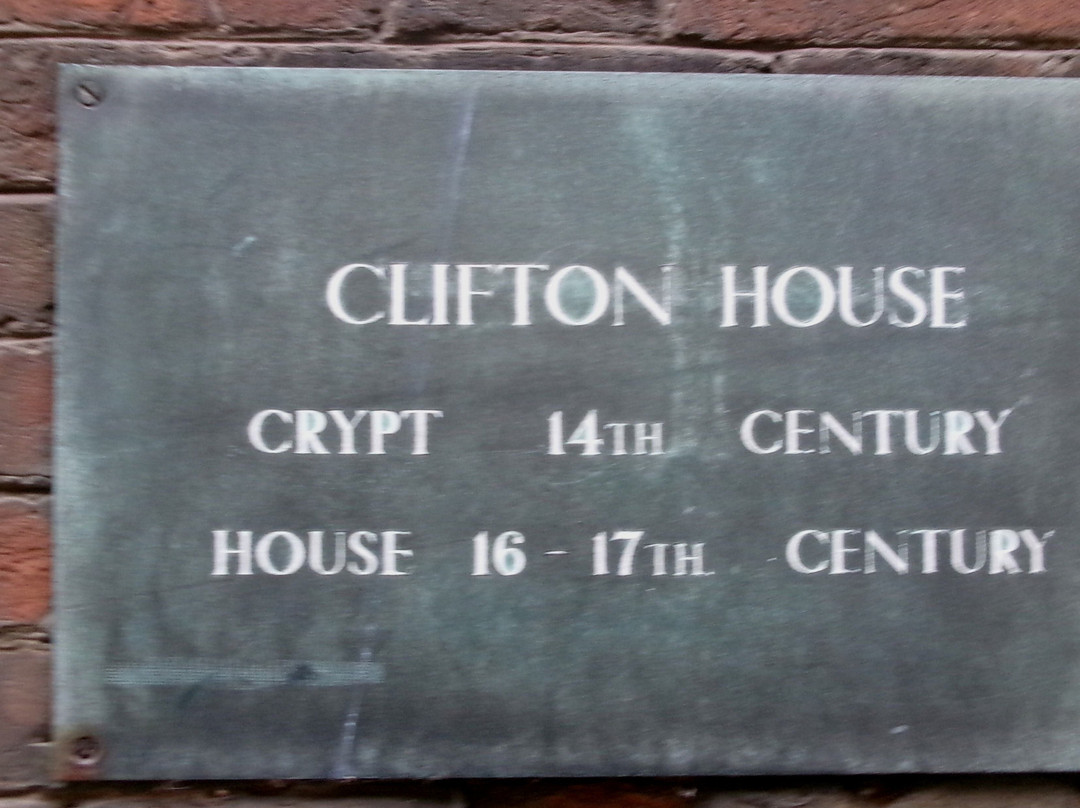 CLIFTON HOUSE
CRYPT 14TH CENTURY
HOUSE 16 - 17TH. CENTURY